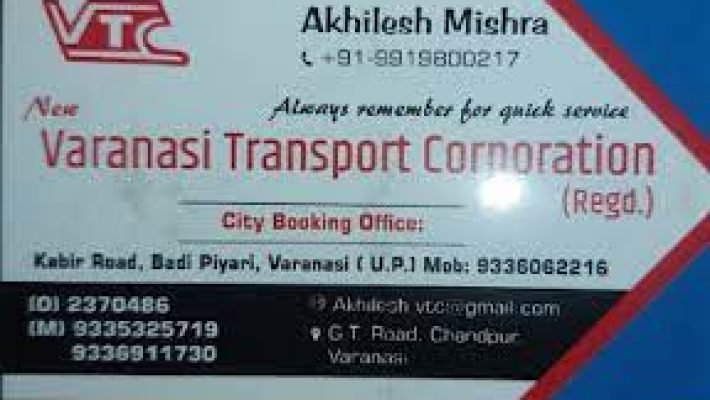 VTC
Akhilesh Mishra
+91-9919800217
New
Always remember for quick service
Varanasi Transport Corporation
(Regd.)
City Booking Office:
Kabir Road, Badi Piyari, Varanasi ( U.P.) Mob: 9336062216
(O) 2370486
(M) 9335325719
9336911730
Akhilesh.vtc@gmail.com
G.T. Road, Chandpur
Varanasi